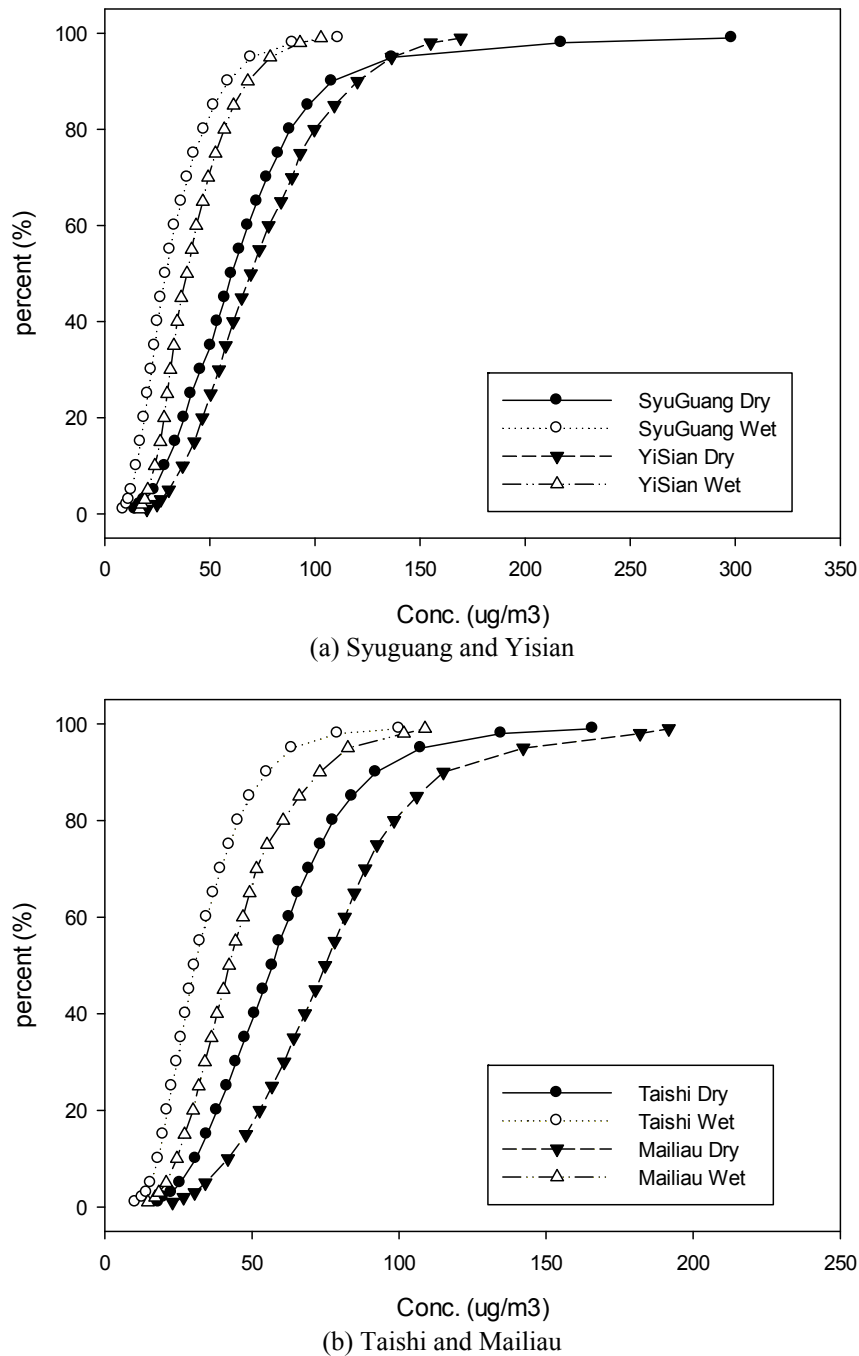 100
80
60
40
20
0
percent (%)
SyuGuang Dry
SyuGuang Wet
YiSian Dry
YiSian Wet
0 50 100 150 200 250 300 350
Conc. (ug/m3)
(a) Syuguang and Yisian
100
80
60
40
20
0
percent (%)
Taishi Dry
Taishi Wet
Mailiau Dry
Mailiau Wet
0 50 100 150 200 250
Conc. (ug/m3)
(b) Taishi and Mailiau